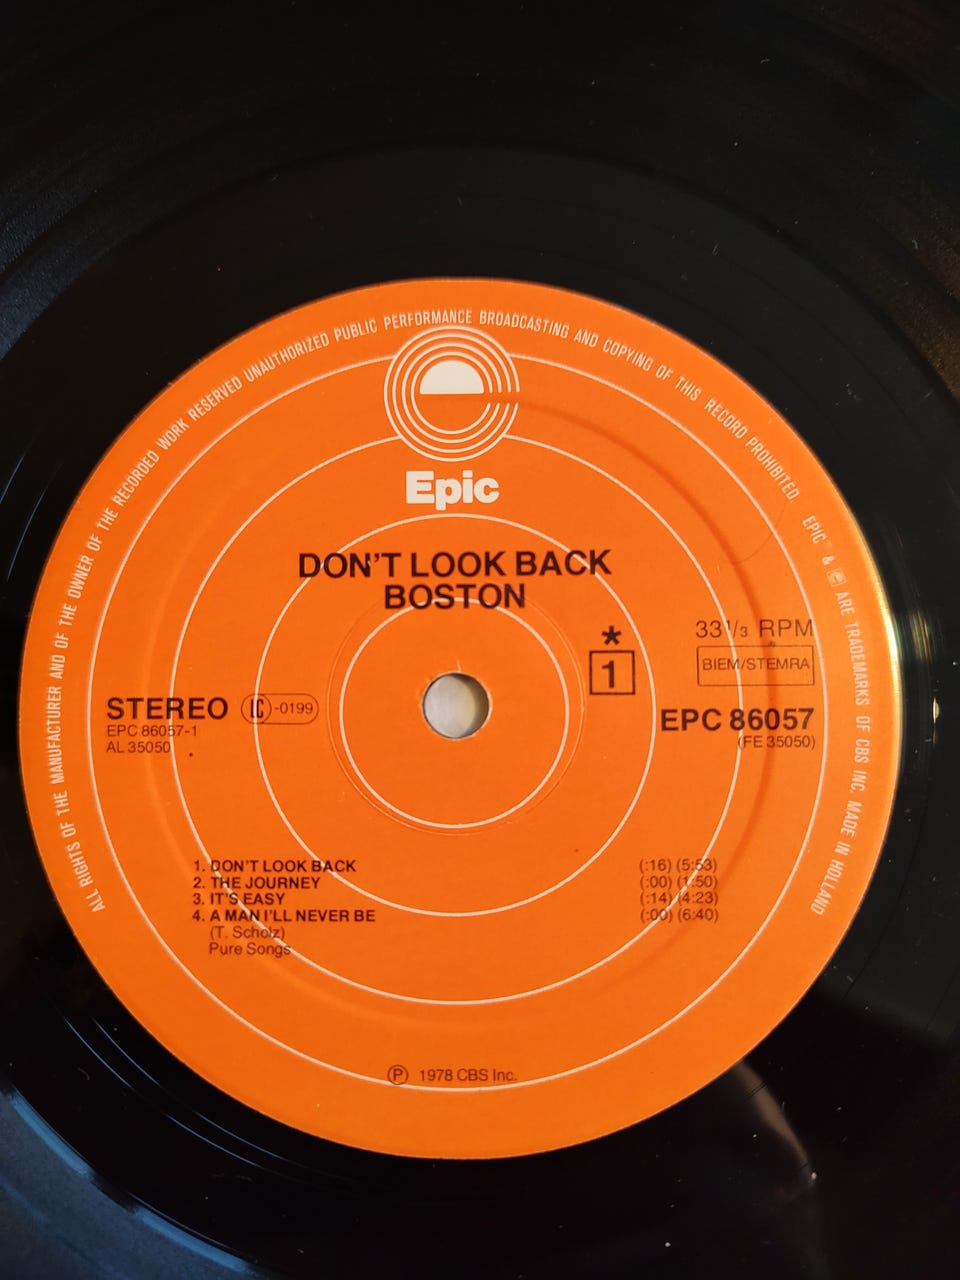 ALL RIGHTS OF THE MANUFACTURER AND OF THE OWNER OF THE RECORDED WORK RESERVED UNAUTHORIZED PUBLIC PERFORMANCE BROADCASTING AND COPYING OF THIS RECORD PROHIBITED. EPIC & ARE TRADEMARKS OF CBS INC. MADE IN HOLLAND
Epic
DON'T LOOK BACK
BOSTON
*
1
33 1/3 RPM
BIEM/STEMRA
STEREO LC-0199
EPC 86057-1
AL 35050
EPC 86057
(FE 35050)
1. DON'T LOOK BACK (:16) (5:53)
2. THE JOURNEY (:00) (1:50)
3. IT'S EASY (:14) (4:23)
4. A MAN I'LL NEVER BE (:00) (6:40)
(T. Scholz)
Pure Songs
Ⓟ 1978 CBS Inc.